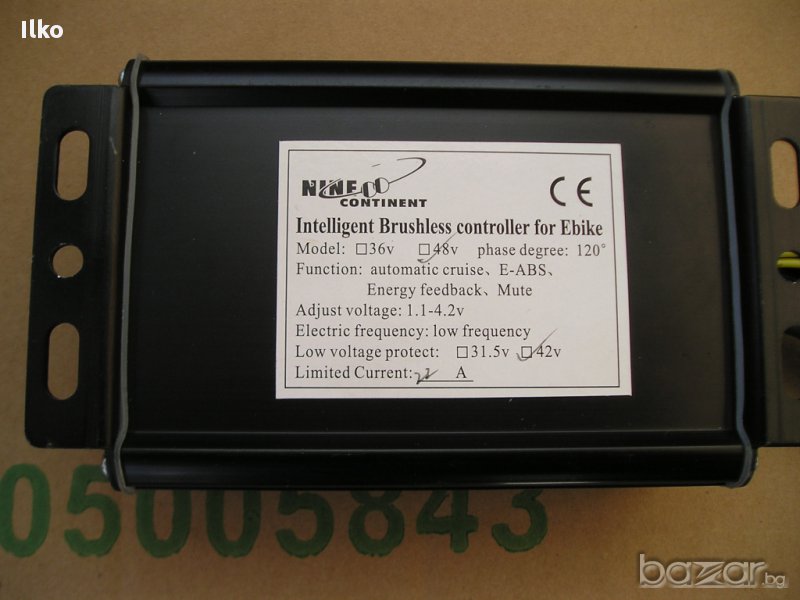 Ilko
NINE
CONTINENT
CE
Intelligent Brushless controller for Ebike
Model: ☐36v ☑48v phase degree: 120°
Function: automatic cruise、E-ABS、
Energy feedback、Mute
Adjust voltage: 1.1-4.2v
Electric frequency: low frequency
Low voltage protect: ☐31.5v ☑42v
Limited Current: 22 A
05005843
bazar.bg